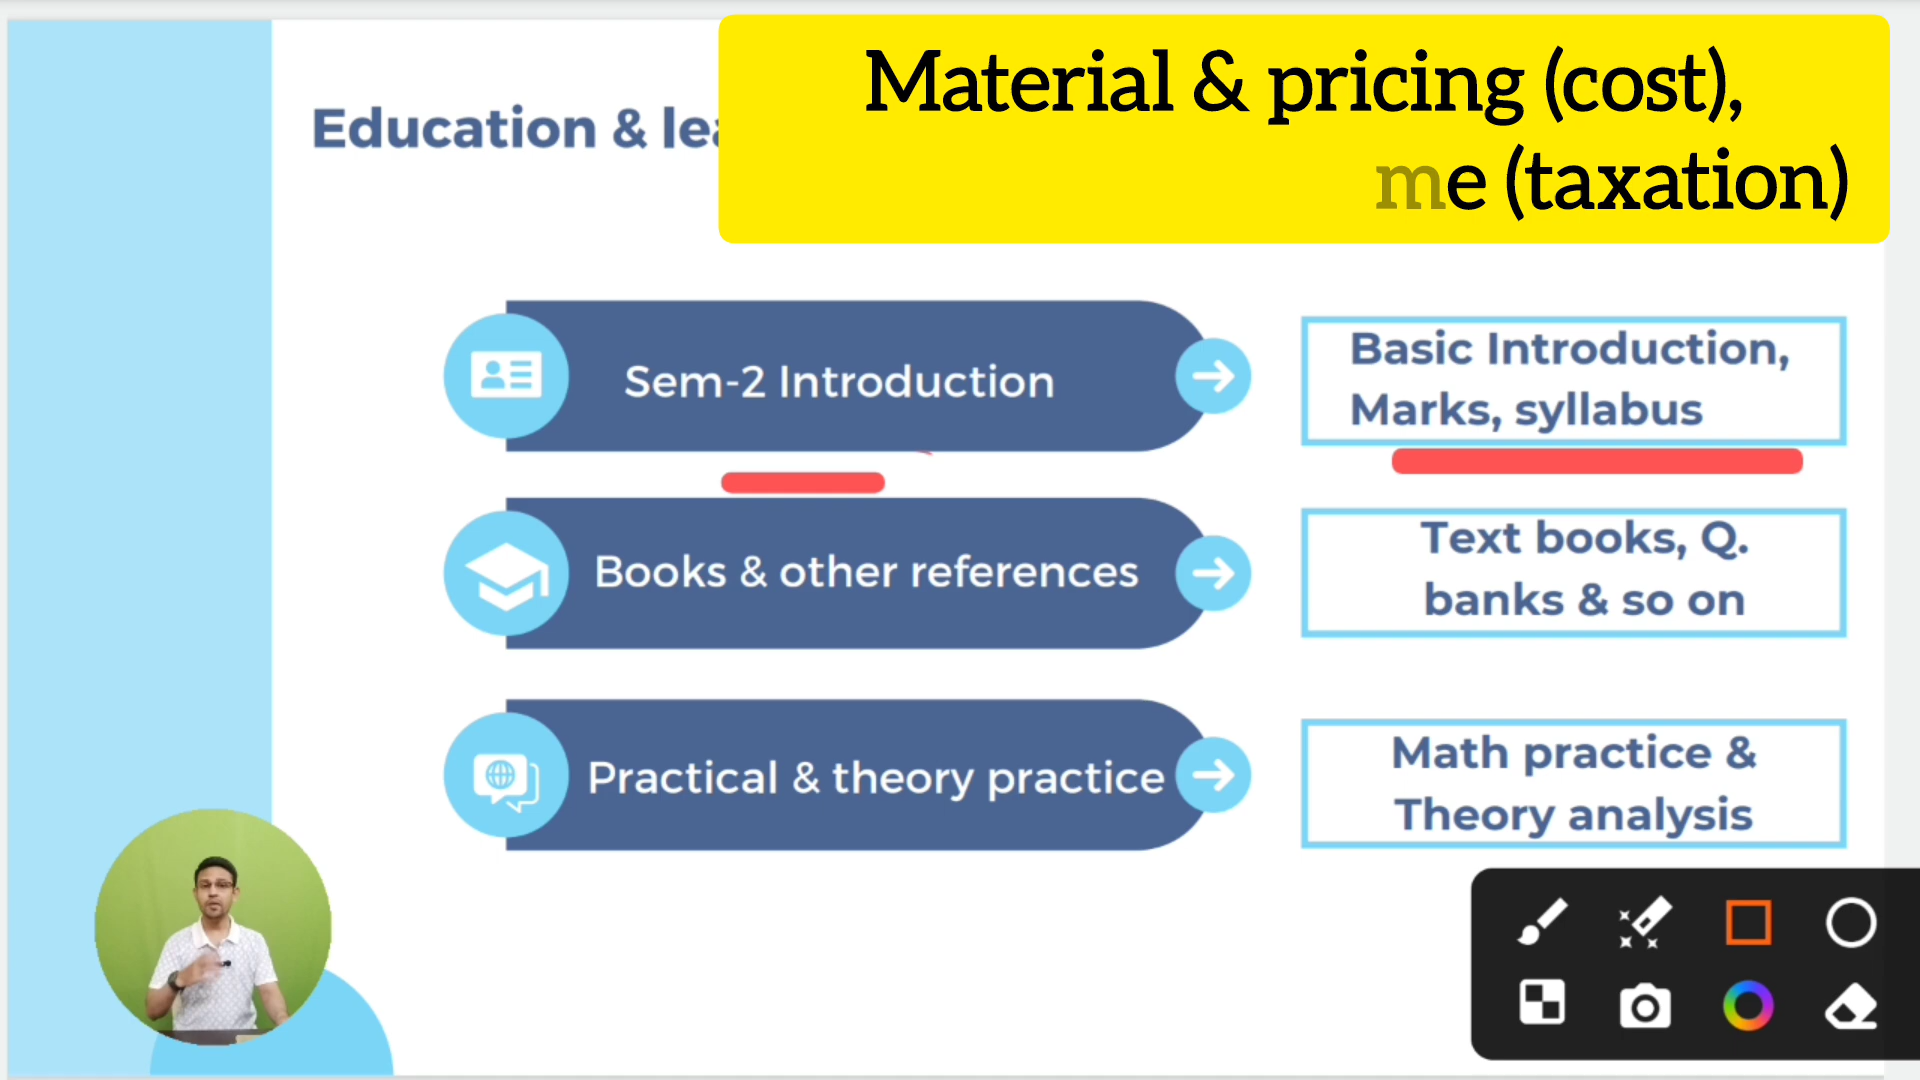 Material & pricing (cost),
me (taxation)
Education &
Sem-2 Introduction
Basic Introduction,
Marks, syllabus
Books & other references
Text books, Q.
banks & so on
Practical & theory practice
Math practice &
Theory analysis